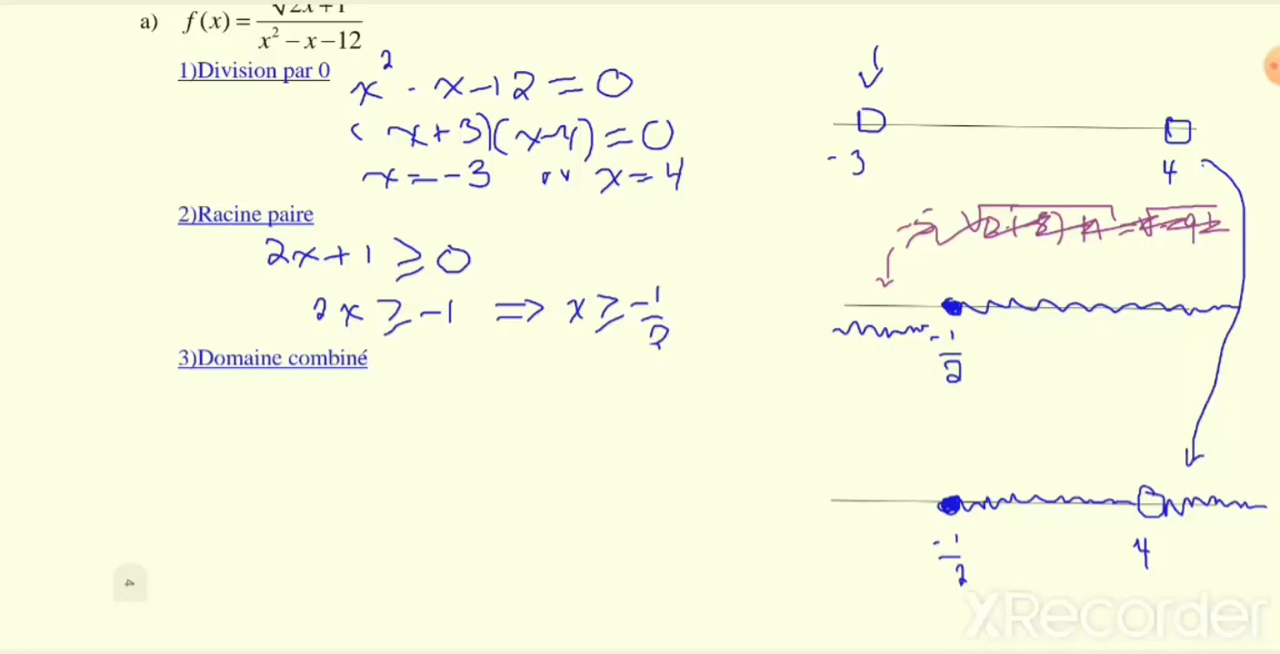 a) f(x) = √2x+1 / x² − x − 12
1)Division par 0
x² - x - 12 = 0
(x+3)(x-4) = 0
x = -3 ou x = 4
-3 4
2)Racine paire
2x + 1 ≥ 0
2x ≥ -1 => x ≥ -1/2
-1/2
3)Domaine combiné
-1/2 4
4
XRecorder